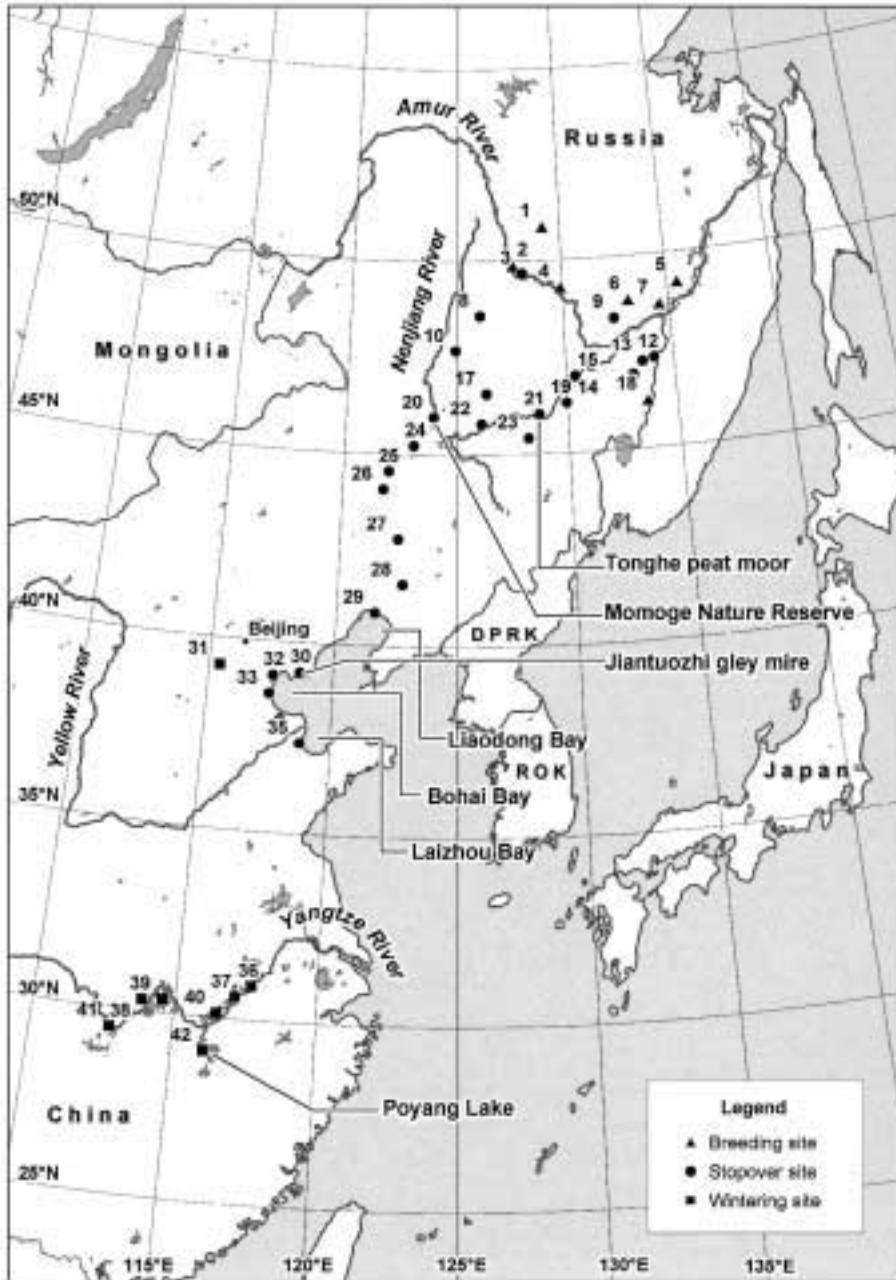 Amur River
Russia
50°N
1
2
3
4
5
6
7
8
9
Nenjiang River
10
13
12
Mongolia
15
17
18
19
14
45°N
20
22
21
23
24
25
26
27
Tonghe peat moor
28
29
Momoge Nature Reserve
40°N
Beijing
DPRK
31
32
30
Jiantuozhi gley mire
33
Yellow River
35
Liaodong Bay
ROK
Japan
Bohai Bay
35°N
Laizhou Bay
Yangtze River
30°N
39
37
36
41
38
40
42
China
Poyang Lake
Legend
Breeding site
Stopover site
Wintering site
25°N
115°E
120°E
125°E
130°E
135°E